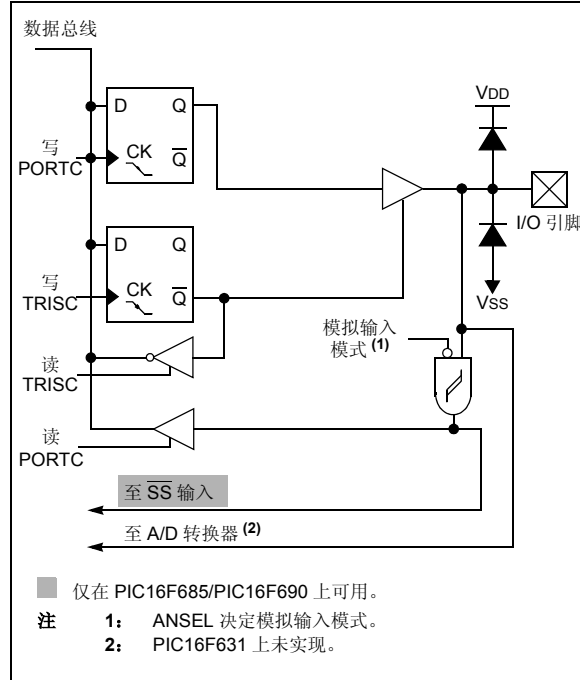 数据总线
D Q
写
PORTC
CK Q̅
VDD
I/O 引脚
VSS
D Q
写
TRISC
CK Q̅
读
TRISC
模拟输入
模式 (1)
读
PORTC
至 S̅S̅ 输入
至 A/D 转换器 (2)
仅在 PIC16F685/PIC16F690 上可用。
注 1： ANSEL 决定模拟输入模式。
2： PIC16F631 上未实现。